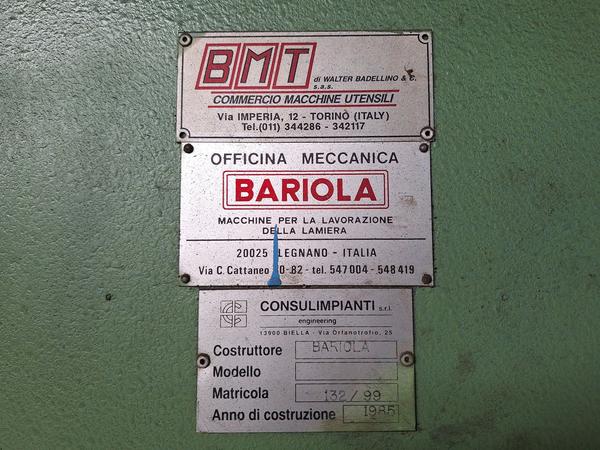 BMT
di WALTER BADELLINO & C.
s.a.s.
COMMERCIO MACCHINE UTENSILI
Via IMPERIA, 12 - TORINO (ITALY)
Tel.(011) 344286 - 342117
OFFICINA MECCANICA
BARIOLA
MACCHINE PER LA LAVORAZIONE
DELLA LAMIERA
20025 LEGNANO - ITALIA
Via C. Cattaneo 0-82 - tel. 547004 - 548419
CONSULIMPIANTI s.r.l.
engineering
13900 BIELLA - Via Orfanotrofio, 25
Costruttore BARIOLA
Modello
Matricola 132/99
Anno di costruzione 1985